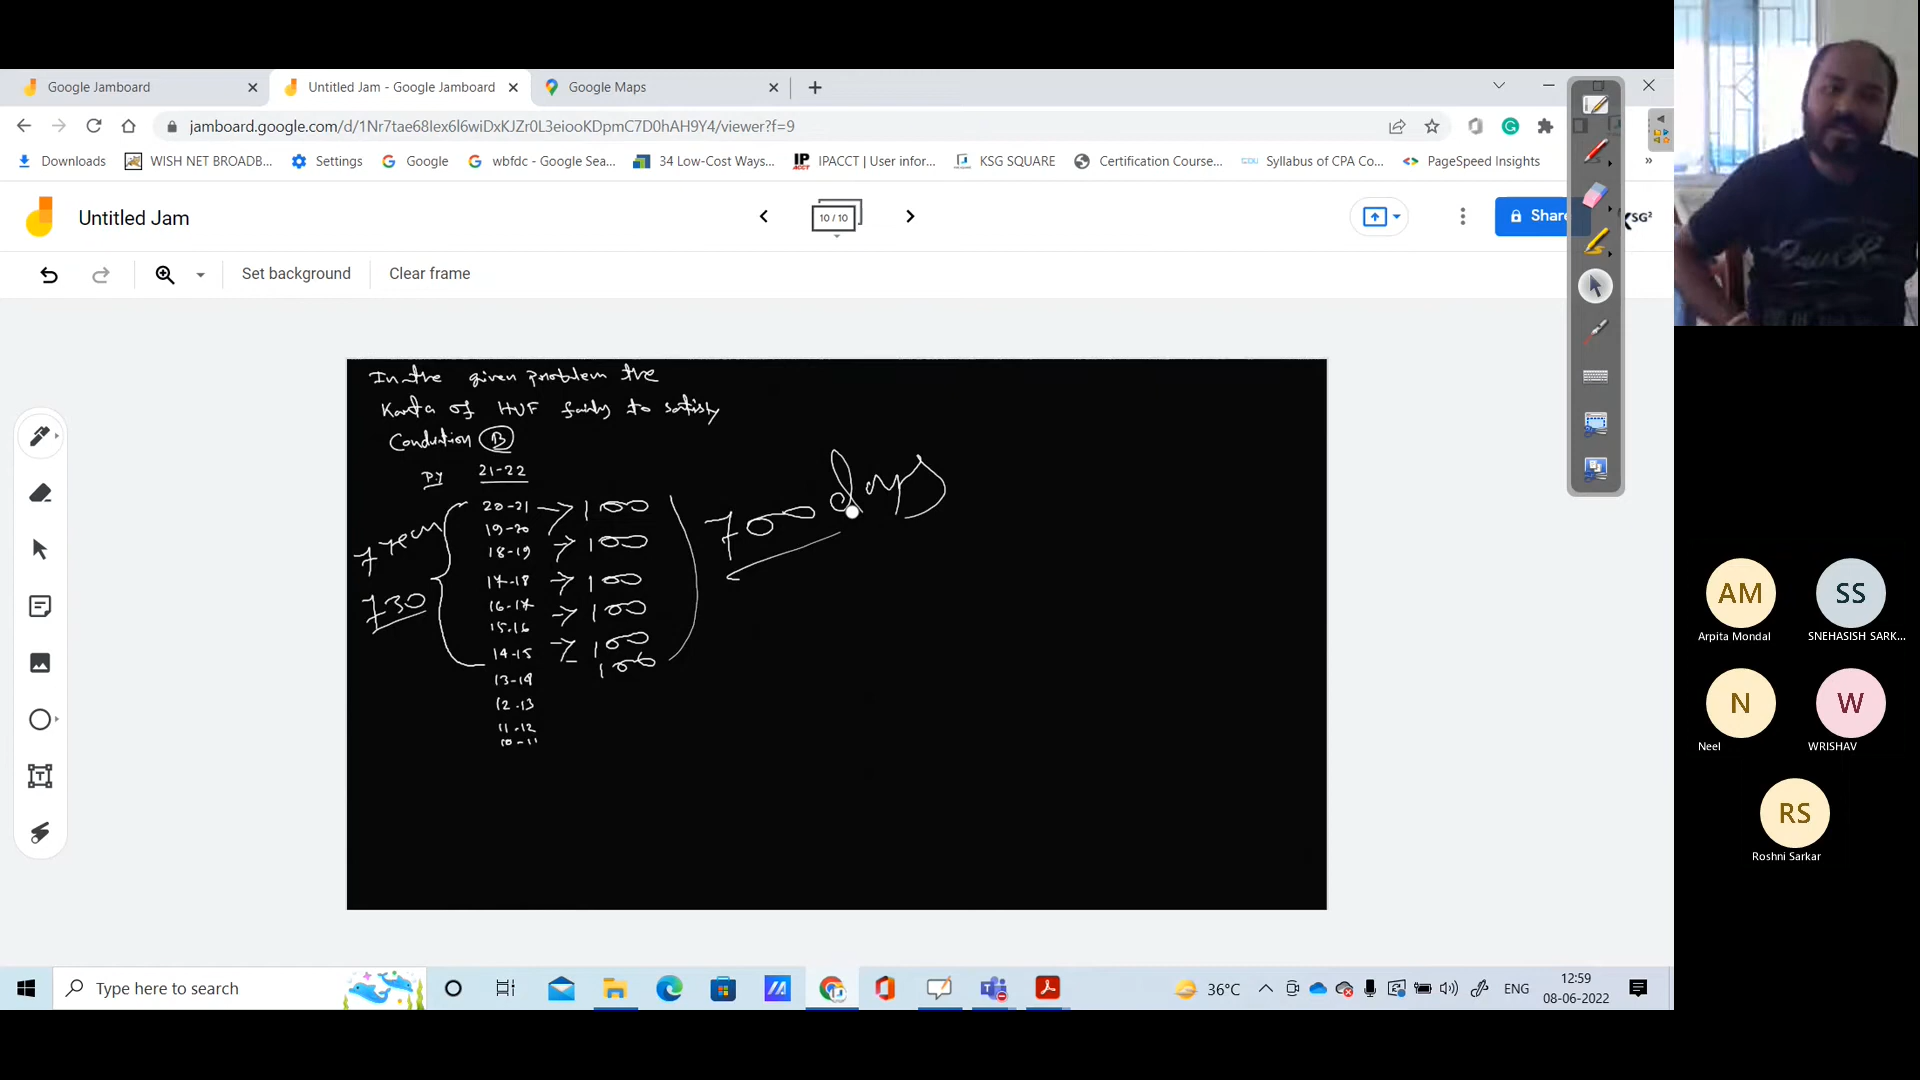 Google Jamboard
Untitled Jam - Google Jamboard
Google Maps
jamboard.google.com/d/1Nr7tae68Iex6l6wiDxKJZr0L3eiooKDpmC7D0hAH9Y4/viewer?f=9
Downloads
WISH NET BROADB...
Settings
Google
wbfdc - Google Sea...
34 Low-Cost Ways...
IPACCT | User infor...
KSG SQUARE
Certification Course...
Syllabus of CPA Co...
PageSpeed Insights
»
Untitled Jam
10 / 10
Share
KSG²
Set background
Clear frame
In the given problem the
Karta of HUF to satisfy
Condition B
P.Y 21-22
20-21 → 100
19-20
18-19 → 100
17-18 → 100
16-17 → 100
15-16
14-15 → 100
100
13-14
12-13
11-12
10-11
7 years
730
700 days
AM
Arpita Mondal
SS
SNEHASISH SARK...
N
Neel
W
WRISHAV
RS
Roshni Sarkar
Type here to search
36°C
ENG
12:59
08-06-2022